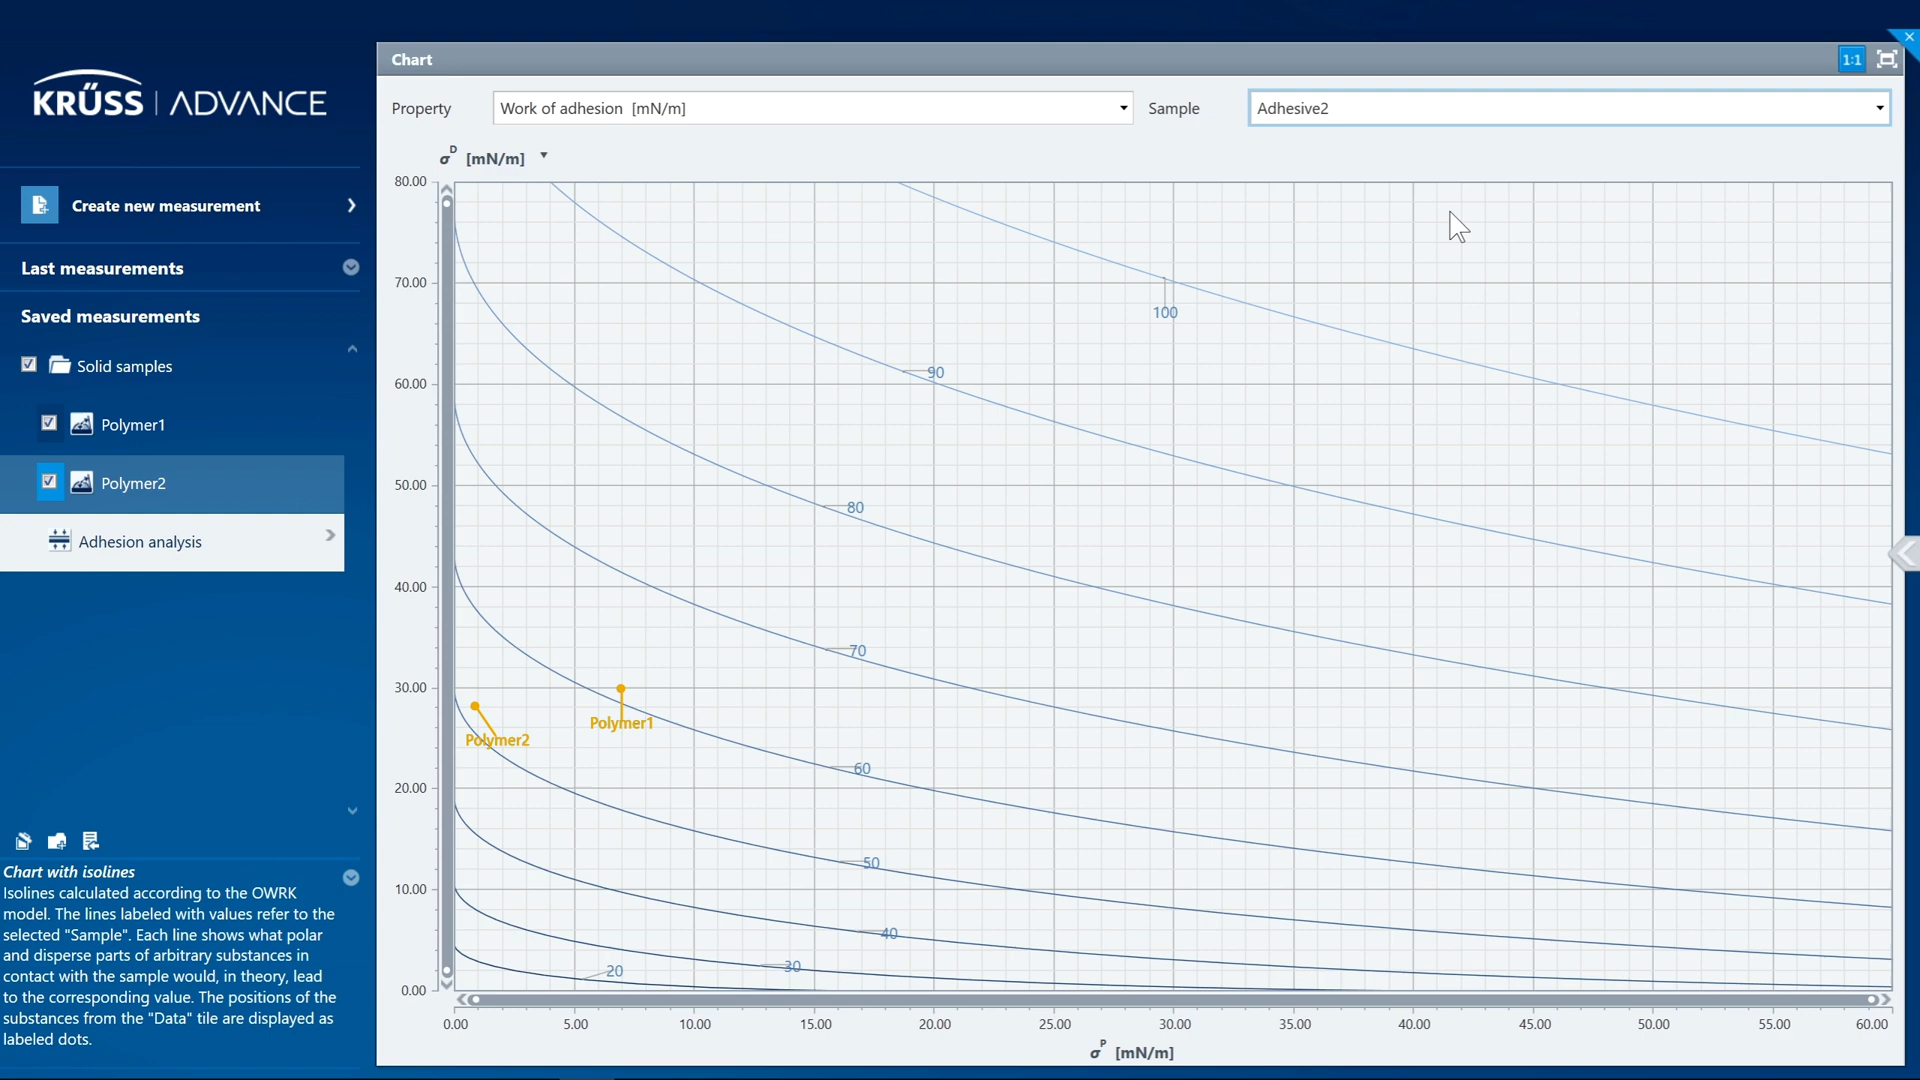 KRÜSS | ADVANCE
Create new measurement
Last measurements
Saved measurements
Solid samples
Polymer1
Polymer2
Adhesion analysis
Chart with isolines
Isolines calculated according to the OWRK
model. The lines labeled with values refer to the
selected "Sample". Each line shows what polar
and disperse parts of arbitrary substances in
contact with the sample would, in theory, lead
to the corresponding value. The positions of the
substances from the "Data" tile are displayed as
labeled dots.
Chart
1:1
Property
Work of adhesion [mN/m]
Sample
Adhesive2
σᴰ [mN/m]
80.00
70.00
60.00
50.00
40.00
30.00
20.00
10.00
0.00
100
90
80
70
60
50
40
30
20
Polymer1
Polymer2
0.00 5.00 10.00 15.00 20.00 25.00 30.00 35.00 40.00 45.00 50.00 55.00 60.00
σᴾ [mN/m]